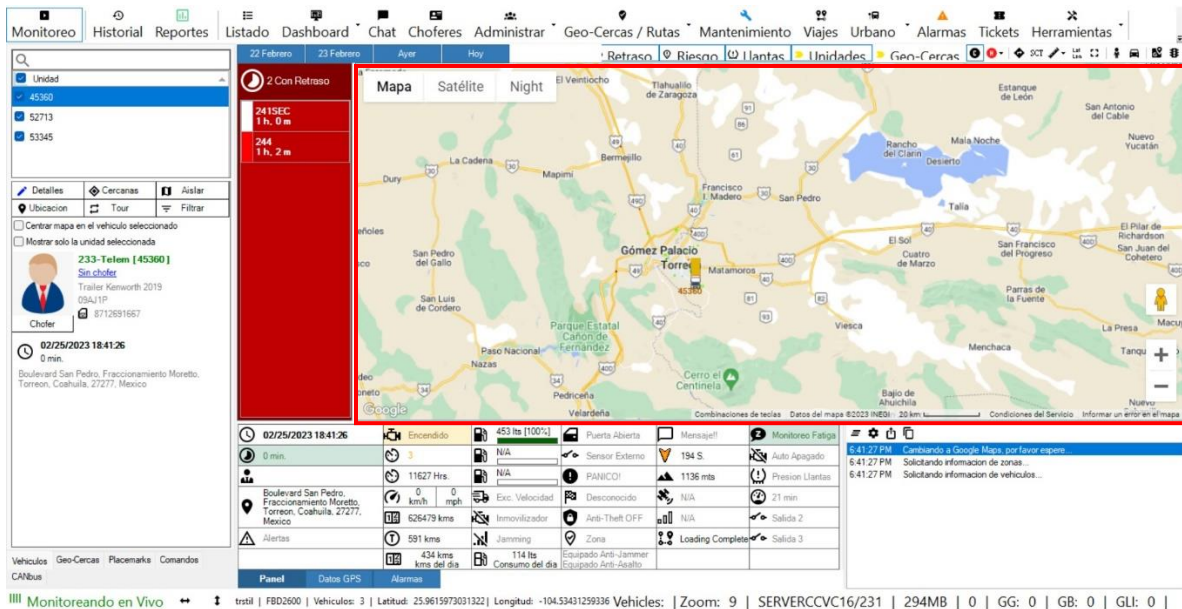 Monitoreo Historial Reportes Listado Dashboard Chat Choferes Administrar Geo-Cercas / Rutas Mantenimiento Viajes Urbano Alarmas Tickets Herramientas
22 Febrero 23 Febrero Ayer Hoy
Retraso Riesgo Llantas Unidades Geo-Cercas SCT
Unidad
45360
52713
53345
Detalles Cercanas Aislar
Ubicacion Tour Filtrar
Centrar mapa en el vehiculo seleccionado
Mostrar solo la unidad seleccionada
233-Telem [45360]
Sin chofer
Trailer Kenworth 2019
09AJ1P
8712691667
Chofer
02/25/2023 18:41:26
0 min.
Boulevard San Pedro, Fraccionamiento Moretto,
Torreon, Coahuila, 27277, Mexico
Vehiculos Geo-Cercas Placemarks Comandos
CANbus
2 Con Retraso
241SEC
1 h, 0 m
244
1 h, 2 m
Mapa Satélite Night
El Veintiocho
Tlahualilo
de Zaragoza
Estanque
de León
San Antonio
del Cable
Nuevo
Yucatán
Rancho
del Clarin
Mala Noche
Desierto
La Cadena
Bermejillo
Mapimi
Dury
Francisco
I. Madero
San Pedro
Talía
El Pilar de
Richardson
San Juan del
Cohetero
San Pedro
del Gallo
Gómez Palacio
Matamoros
45360
El Sol
Cuatro
de Marzo
San Francisco
del Progreso
Parras de
la Fuente
San Luis
de Cordero
Parque Estatal
Cañón de
Fernández
Viesca
La Presa
Menchaca
Paso Nacional
Nazas
Cerro el
Centinela
Pedriceña
Bajío de
Ahuichila
Velardeña
Google
Combinaciones de teclas Datos del mapa ©2023 INEGI 20 km Condiciones del Servicio Informar un error en el mapa
02/25/2023 18:41:26 Encendido 453 lts [100%] Puerta Abierta Mensaje!! Monitoreo Fatiga
0 min. 3 N/A Sensor Externo 194 S. Auto Apagado
11627 Hrs. N/A PANICO! 1136 mts Presion Llantas
Boulevard San Pedro,
Fraccionamiento Moretto,
Torreon, Coahuila, 27277,
Mexico
0 km/h 0 mph Exc. Velocidad Desconocido N/A 21 min
626479 kms Inmovilizador Anti-Theft OFF N/A Salida 2
Alertas 591 kms Jamming Zona Loading Complete Salida 3
434 kms
kms del dia
114 lts
Consumo del dia
Equipado Anti-Jammer
Equipado Anti-Asalto
Panel Datos GPS Alarmas
6:41:27 PM Cambiando a Google Maps, por favor espere...
6:41:27 PM Solicitando informacion de zonas...
6:41:27 PM Solicitando informacion de vehiculos...
Monitoreando en Vivo trstil | FBD2600 | Vehiculos: 3 | Latitud: 25.9615973031322| Longitud: -104.53431259336 Vehicles: |Zoom: 9 | SERVERCCVC16/231 | 294MB | 0 | GG: 0 | GB: 0 | GLI: 0 |